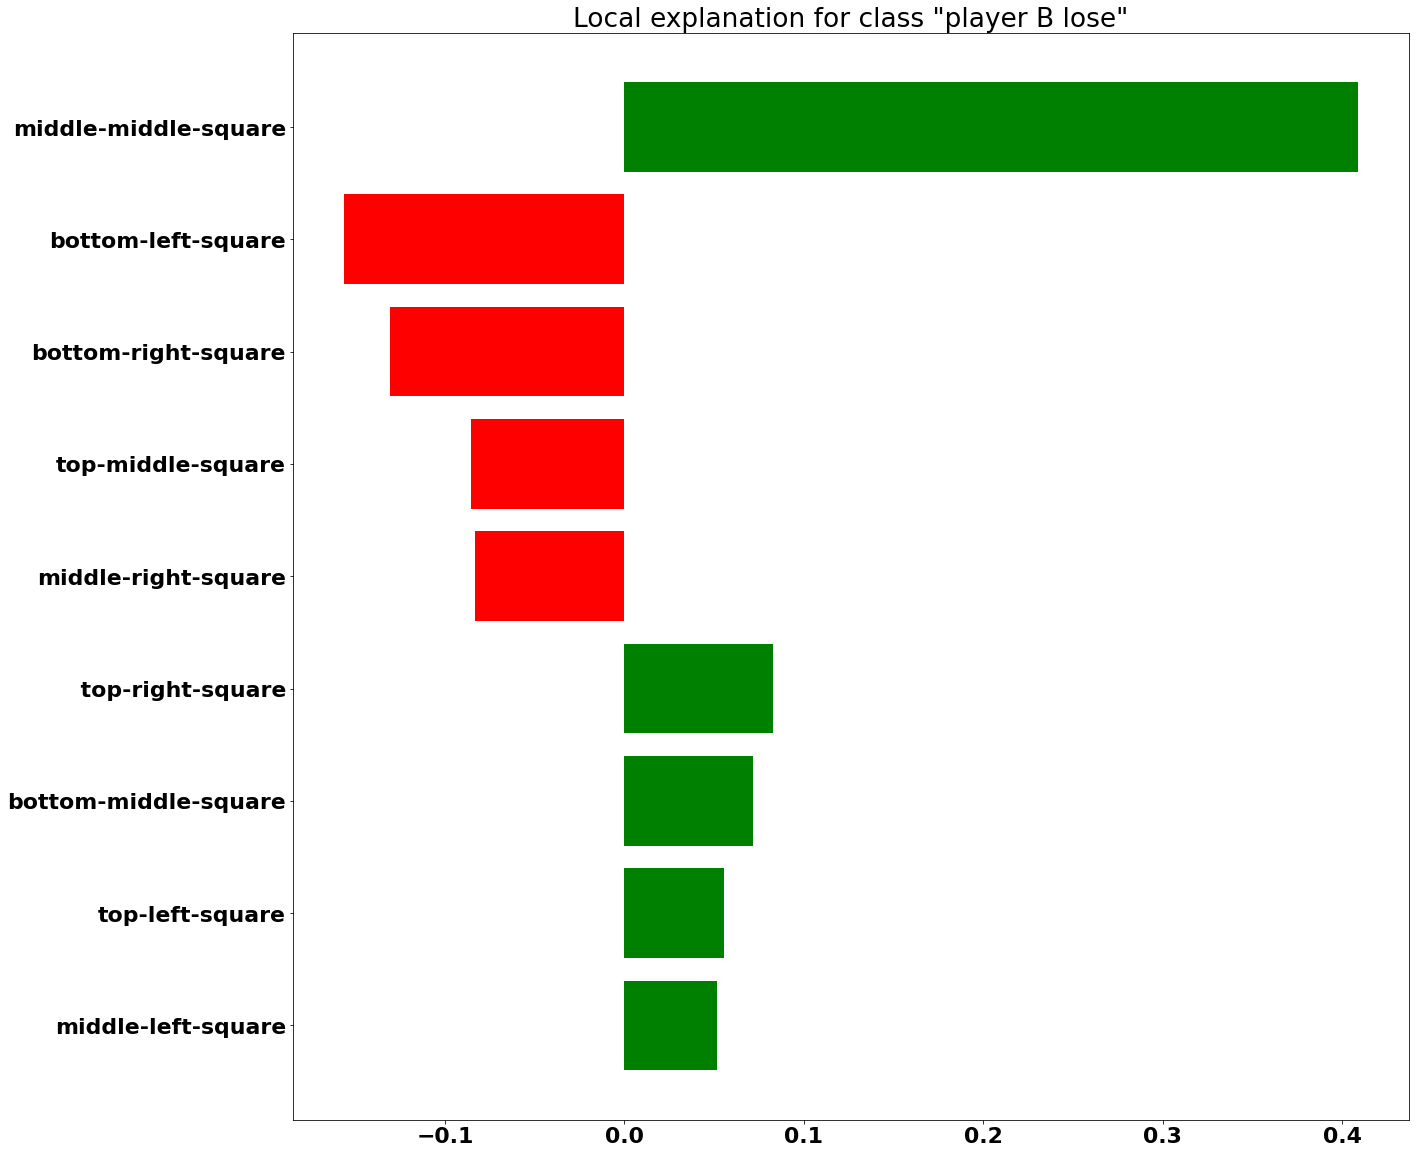 Local explanation for class "player B lose"
middle-middle-square
bottom-left-square
bottom-right-square
top-middle-square
middle-right-square
top-right-square
bottom-middle-square
top-left-square
middle-left-square
−0.1 0.0 0.1 0.2 0.3 0.4